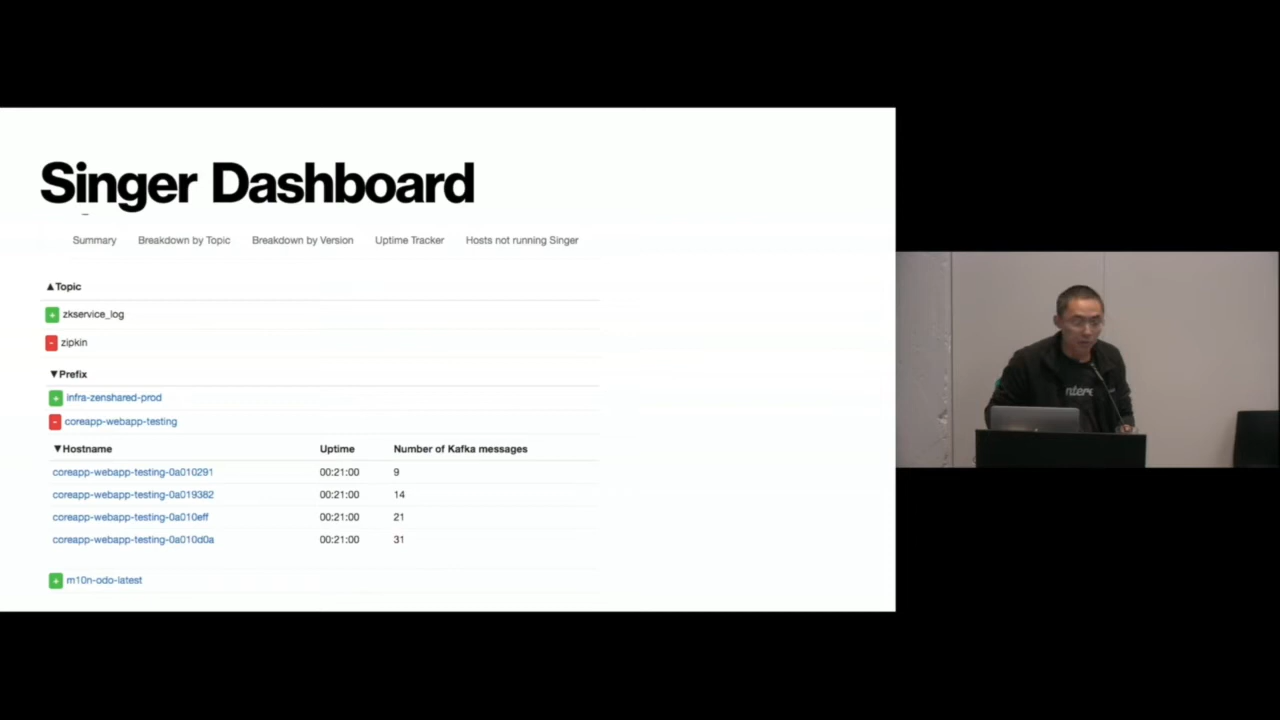 Singer Dashboard
Summary Breakdown by Topic Breakdown by Version Uptime Tracker Hosts not running Singer
▲Topic
+ zkservice_log
- zipkin
▼Prefix
+ infra-zenshared-prod
- coreapp-webapp-testing
▼Hostname Uptime Number of Kafka messages
coreapp-webapp-testing-0a010291 00:21:00 9
coreapp-webapp-testing-0a019382 00:21:00 14
coreapp-webapp-testing-0a010eff 00:21:00 21
coreapp-webapp-testing-0a010d0a 00:21:00 31
+ m10n-odo-latest